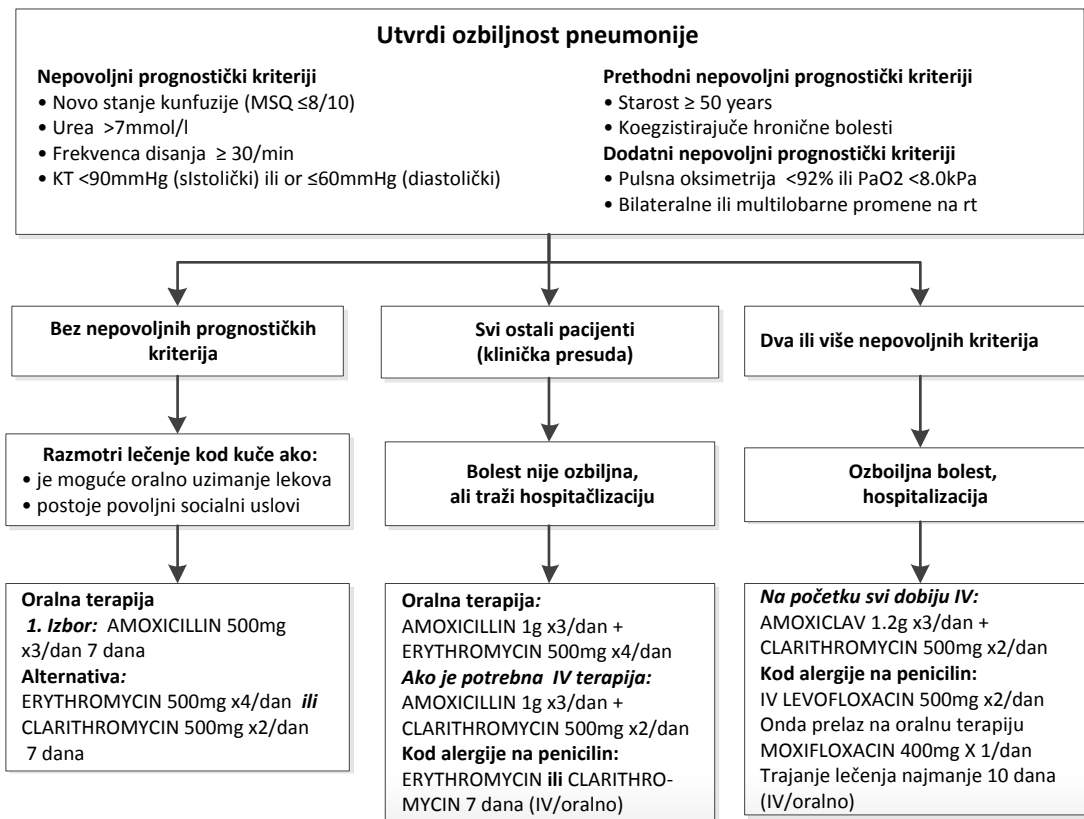 Utvrdi ozbiljnost pneumonije
Nepovoljni prognostički kriteriji
• Novo stanje kunfuzije (MSQ ≤8/10)
• Urea >7mmol/l
• Frekvenca disanja ≥ 30/min
• KT <90mmHg (sIstolički) ili or ≤60mmHg (diastolički)
Prethodni nepovoljni prognostički kriteriji
• Starost ≥ 50 years
• Koegzistirajuče hronične bolesti
Dodatni nepovoljni prognostički kriteriji
• Pulsna oksimetrija <92% ili PaO2 <8.0kPa
• Bilateralne ili multilobarne promene na rt
Bez nepovoljnih prognostičkih
kriterija
Razmotri lečenje kod kuče ako:
• je moguće oralno uzimanje lekova
• postoje povoljni socialni uslovi
Oralna terapija
1. Izbor: AMOXICILLIN 500mg
x3/dan 7 dana
Alternativa:
ERYTHROMYCIN 500mg x4/dan ili
CLARITHROMYCIN 500mg x2/dan
7 dana
Svi ostali pacijenti
(klinička presuda)
Bolest nije ozbiljna,
ali traži hospitačlizaciju
Oralna terapija:
AMOXICILLIN 1g x3/dan +
ERYTHROMYCIN 500mg x4/dan
Ako je potrebna IV terapija:
AMOXICILLIN 1g x3/dan +
CLARITHROMYCIN 500mg x2/dan
Kod alergije na penicilin:
ERYTHROMYCIN ili CLARITHRO-
MYCIN 7 dana (IV/oralno)
Dva ili više nepovoljnih kriterija
Ozboiljna bolest,
hospitalizacija
Na početku svi dobiju IV:
AMOXICLAV 1.2g x3/dan +
CLARITHROMYCIN 500mg x2/dan
Kod alergije na penicilin:
IV LEVOFLOXACIN 500mg x2/dan
Onda prelaz na oralnu terapiju
MOXIFLOXACIN 400mg X 1/dan
Trajanje lečenja najmanje 10 dana
(IV/oralno)